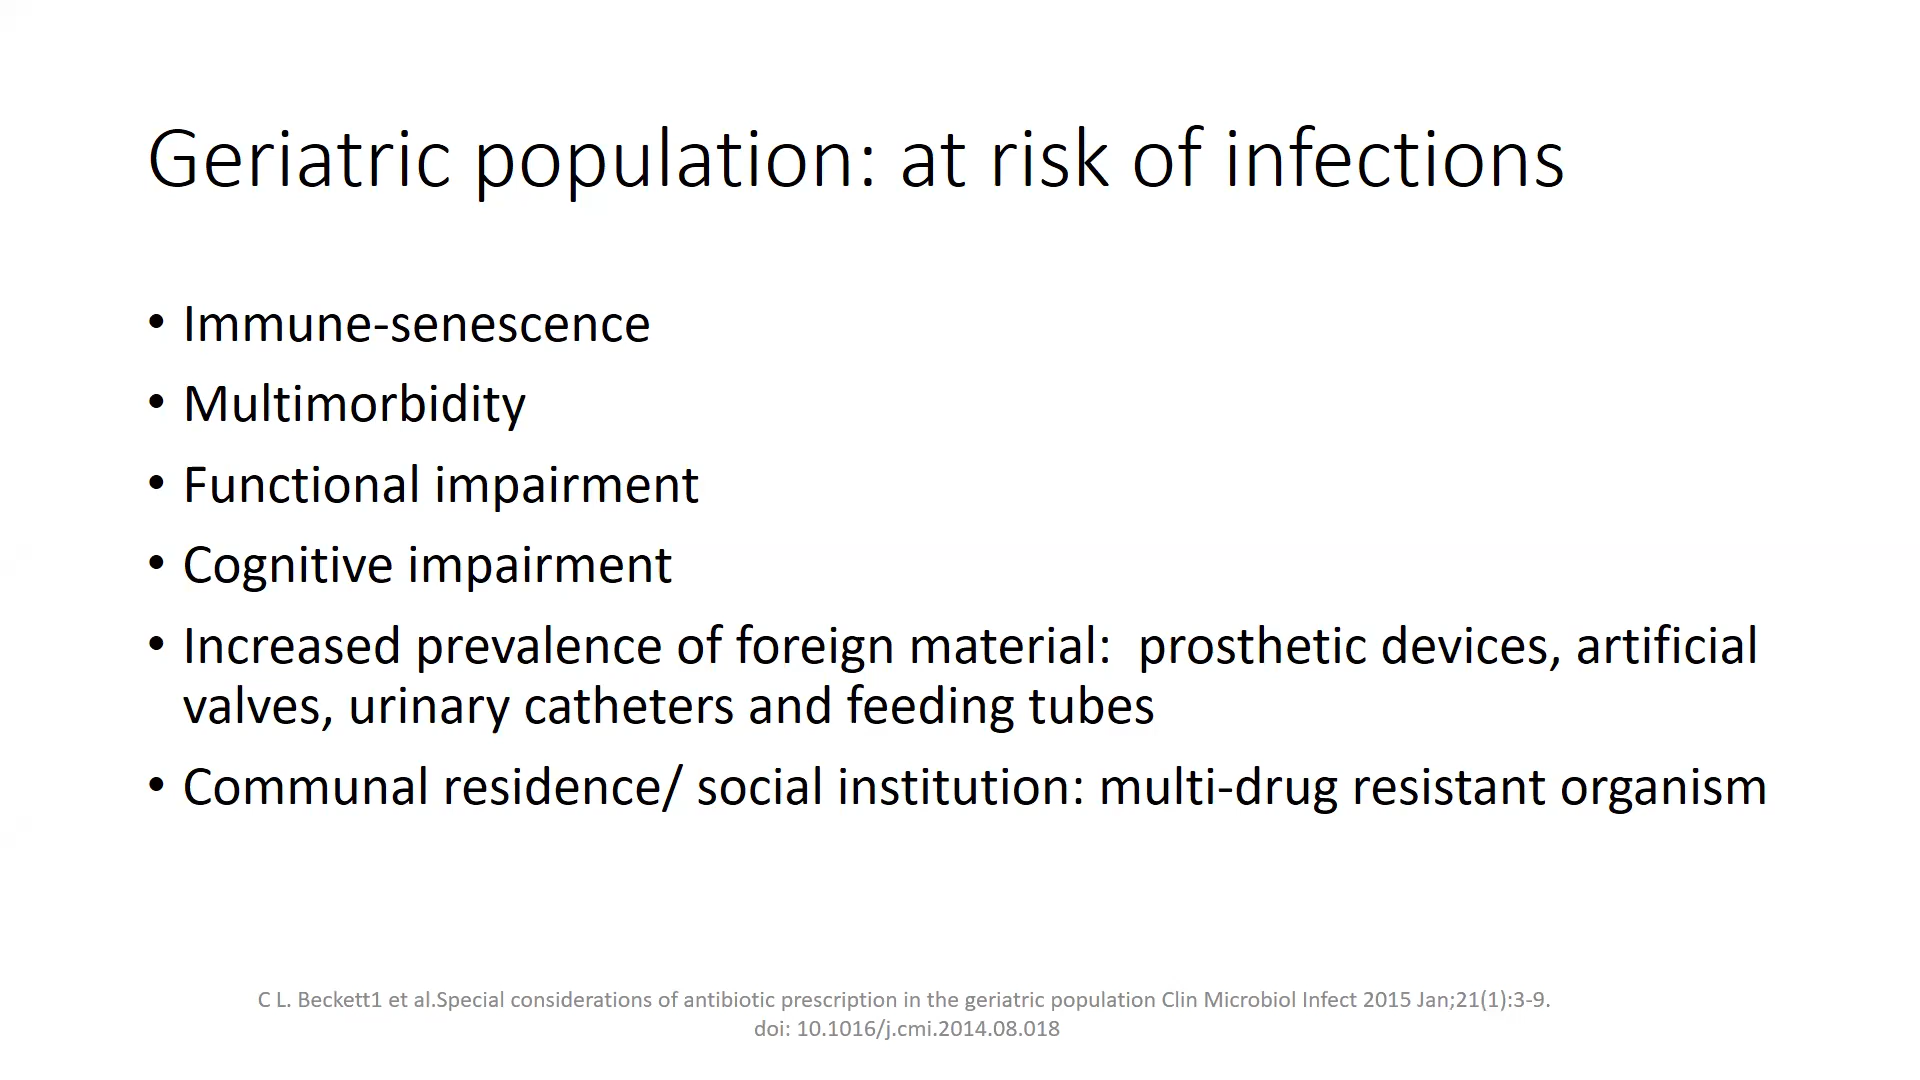 Geriatric population: at risk of infections
• Immune-senescence
• Multimorbidity
• Functional impairment
• Cognitive impairment
• Increased prevalence of foreign material:  prosthetic devices, artificial
valves, urinary catheters and feeding tubes
• Communal residence/ social institution: multi-drug resistant organism
C L. Beckett1 et al.Special considerations of antibiotic prescription in the geriatric population Clin Microbiol Infect 2015 Jan;21(1):3-9.
doi: 10.1016/j.cmi.2014.08.018